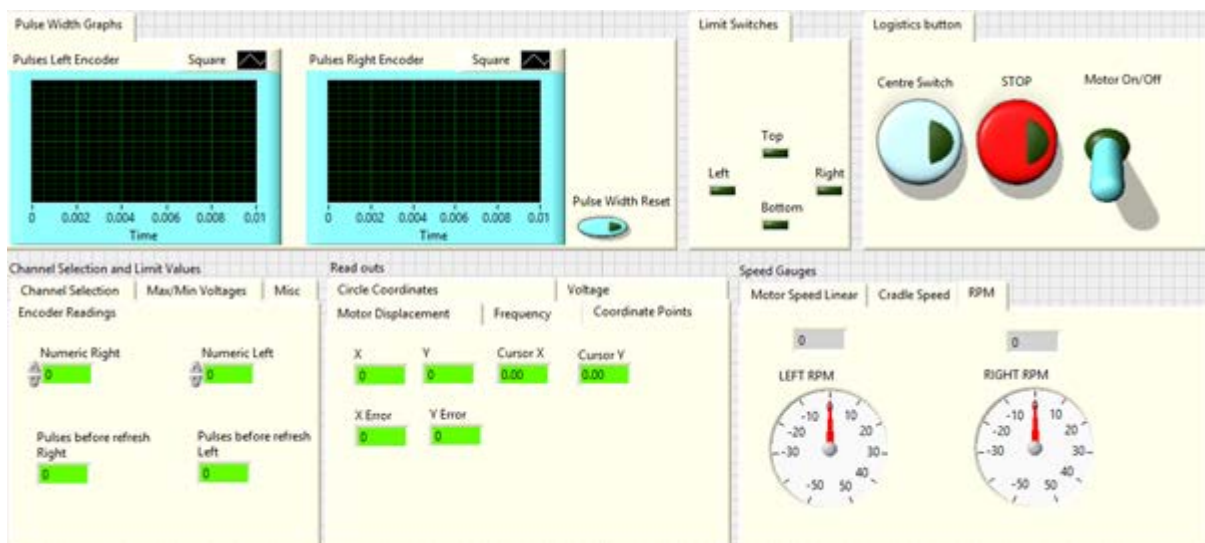 Pulse Width Graphs
Pulses Left Encoder
Square
0 0.002 0.004 0.006 0.008 0.01
Time
Pulses Right Encoder
Square
0 0.002 0.004 0.006 0.008 0.01
Time
Pulse Width Reset
Limit Switches
Top
Left
Right
Bottom
Logistics button
Centre Switch
STOP
Motor On/Off
Channel Selection and Limit Values
Channel Selection
Max/Min Voltages
Misc
Encoder Readings
Numeric Right
0
Numeric Left
0
Pulses before refresh
Right
0
Pulses before refresh
Left
0
Read outs
Circle Coordinates
Voltage
Motor Displacement
Frequency
Coordinate Points
X
0
Y
0
Cursor X
0.00
Cursor Y
0.00
X Error
0
Y Error
0
Speed Gauges
Motor Speed Linear
Cradle Speed
RPM
0
LEFT RPM
-10 10
-20 20
-30 30
40
-50 50
0
RIGHT RPM
-10 10
-20 20
-30 30
40
-50 50